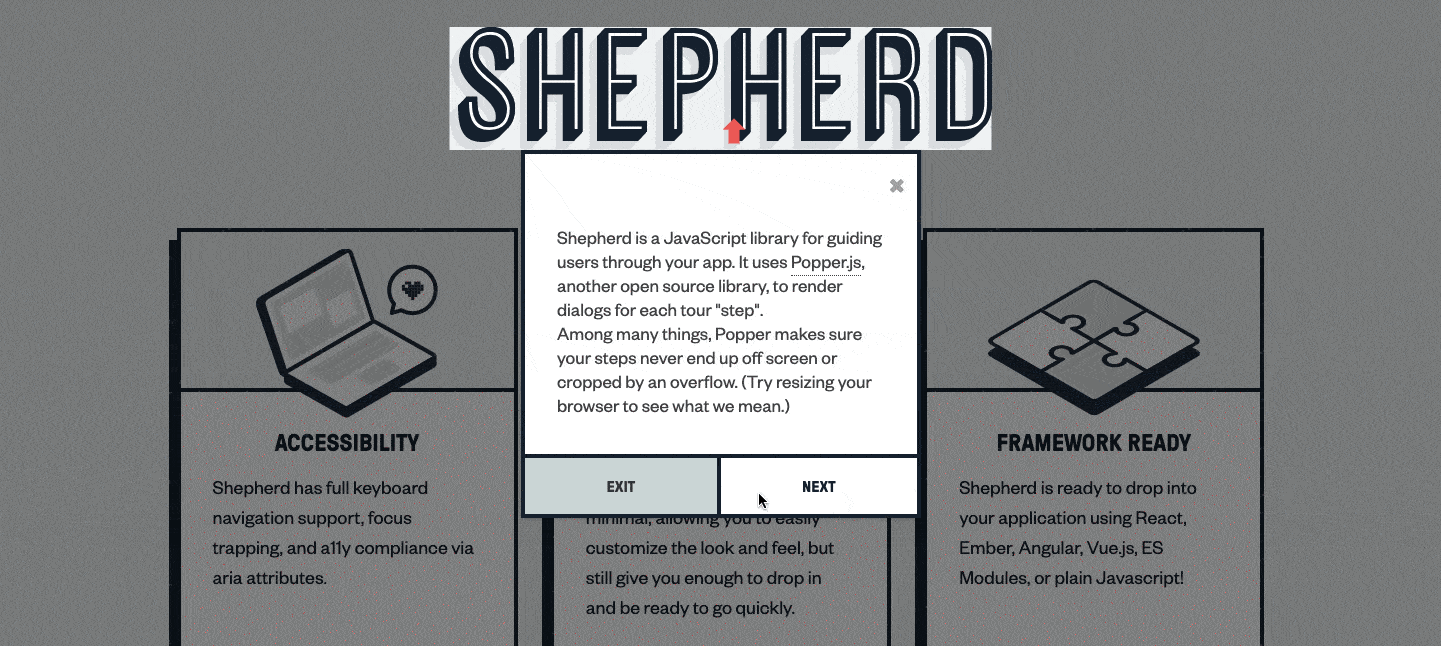 SHEPHERD
Shepherd is a JavaScript library for guiding
users through your app. It uses Popper.js,
another open source library, to render
dialogs for each tour "step".
Among many things, Popper makes sure
your steps never end up off screen or
cropped by an overflow. (Try resizing your
browser to see what we mean.)
EXIT
NEXT
ACCESSIBILITY
Shepherd has full keyboard
navigation support, focus
trapping, and a11y compliance via
aria attributes.
minimal, allowing you to easily
customize the look and feel, but
still give you enough to drop in
and be ready to go quickly.
FRAMEWORK READY
Shepherd is ready to drop into
your application using React,
Ember, Angular, Vue.js, ES
Modules, or plain Javascript!